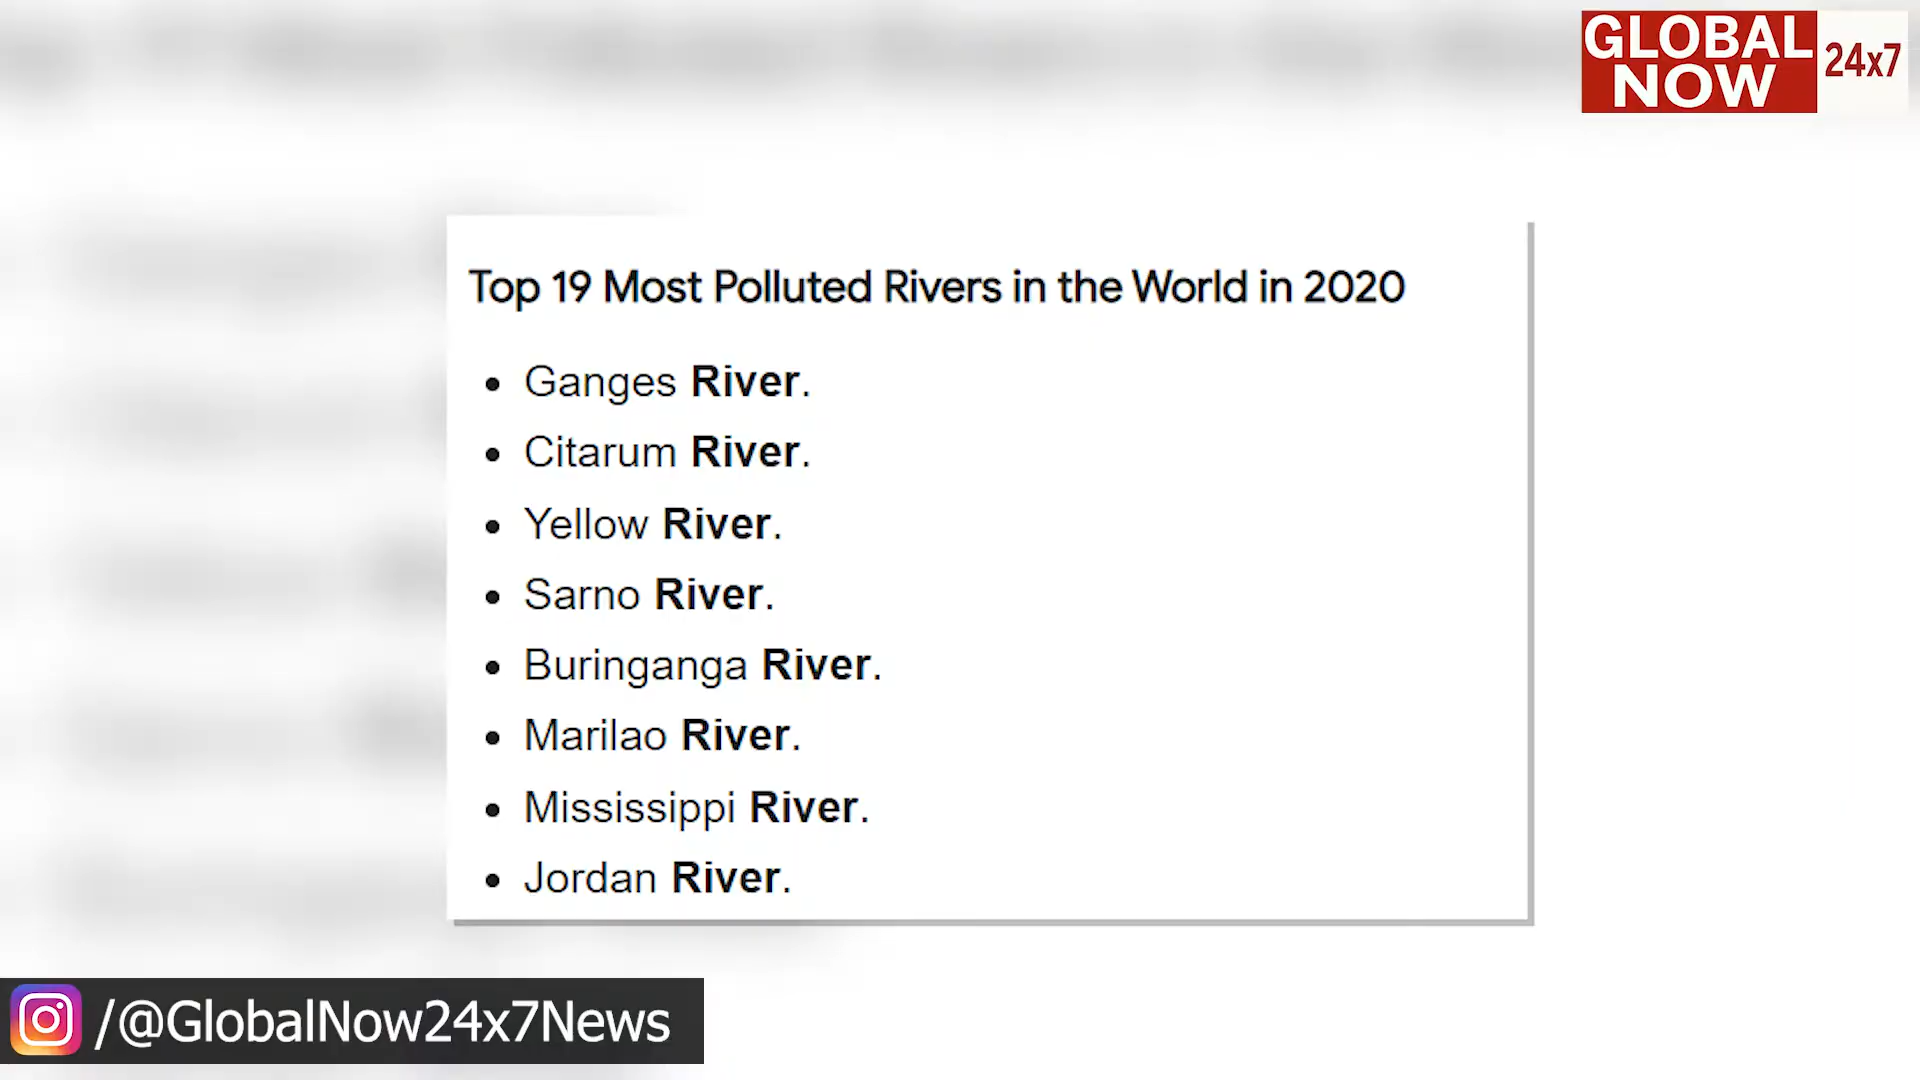 GLOBAL
NOW
24x7
Top 19 Most Polluted Rivers in the World in 2020
• Ganges River.
• Citarum River.
• Yellow River.
• Sarno River.
• Buringanga River.
• Marilao River.
• Mississippi River.
• Jordan River.
/@GlobalNow24x7News